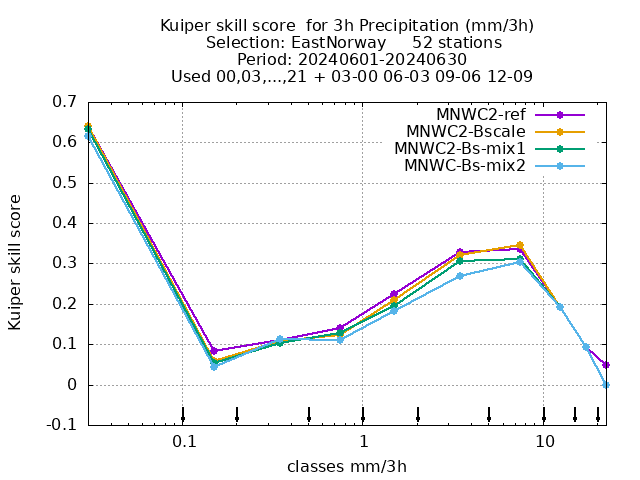 Kuiper skill score  for 3h Precipitation (mm/3h)
Selection: EastNorway     52 stations
Period: 20240601-20240630
Used 00,03,...,21 + 03-00 06-03 09-06 12-09
MNWC2-ref
MNWC2-Bscale
MNWC2-Bs-mix1
MNWC-Bs-mix2
Kuiper skill score
0.7
0.6
0.5
0.4
0.3
0.2
0.1
0
-0.1
0.1 1 10
classes mm/3h